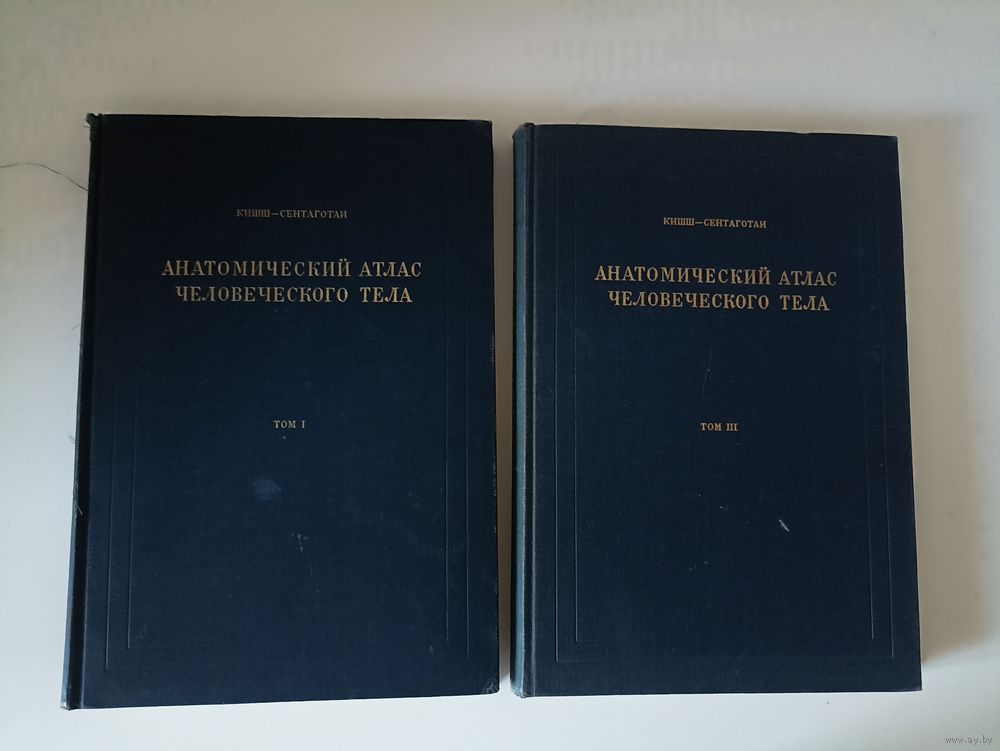 КИШШ—СЕНТАГОТАИ
АНАТОМИЧЕСКИЙ АТЛАС
ЧЕЛОВЕЧЕСКОГО ТЕЛА
ТОМ I
КИШШ—СЕНТАГОТАИ
АНАТОМИЧЕСКИЙ АТЛАС
ЧЕЛОВЕЧЕСКОГО ТЕЛА
ТОМ III
www.ay.by